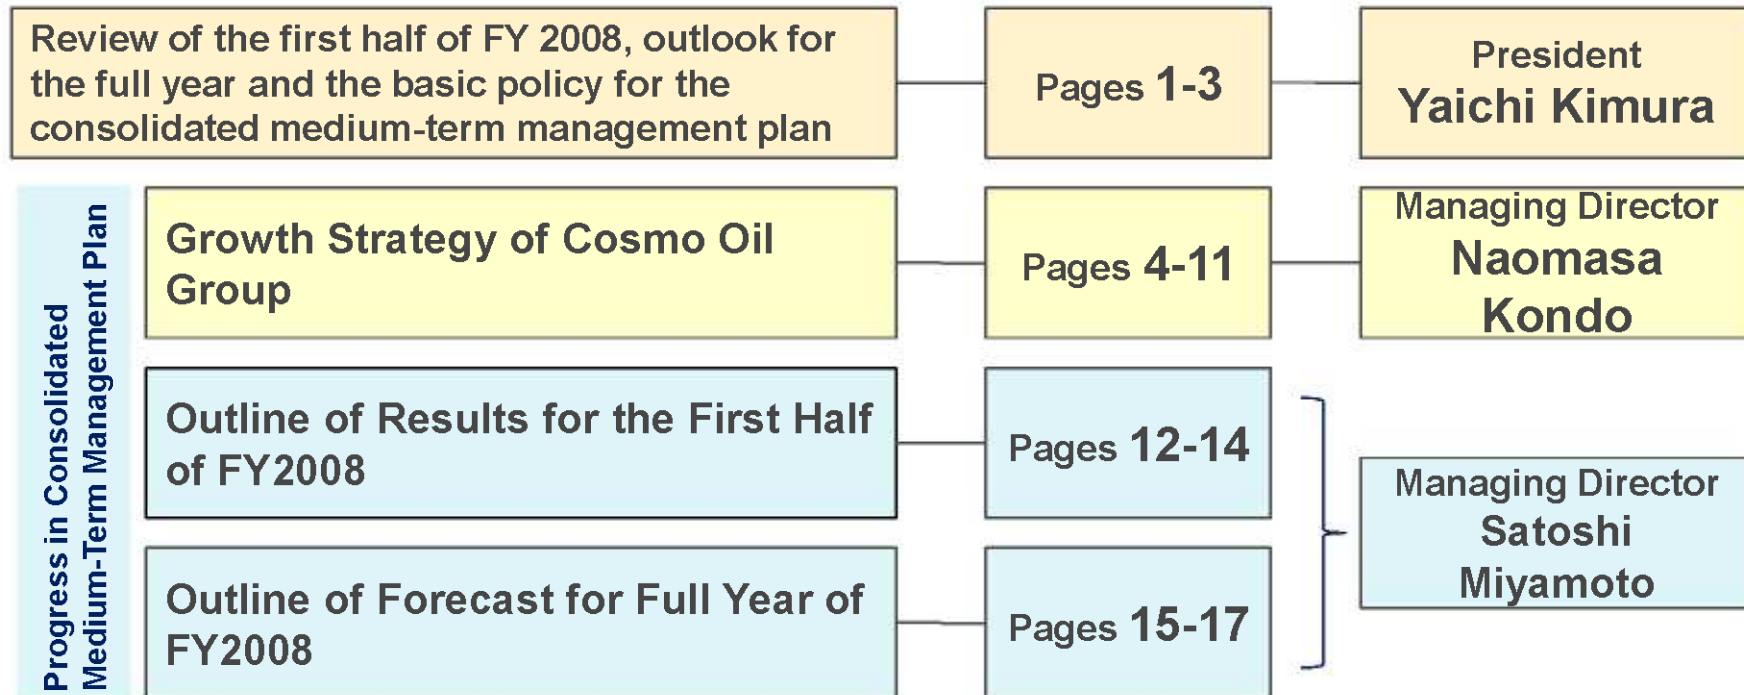 Review of the first half of FY 2008, outlook for
the full year and the basic policy for the
consolidated medium-term management plan
Pages 1-3
President
Yaichi Kimura
Progress in Consolidated
Medium-Term Management Plan
Growth Strategy of Cosmo Oil
Group
Pages 4-11
Managing Director
Naomasa
Kondo
Outline of Results for the First Half
of FY2008
Pages 12-14
Outline of Forecast for Full Year of
FY2008
Pages 15-17
Managing Director
Satoshi
Miyamoto